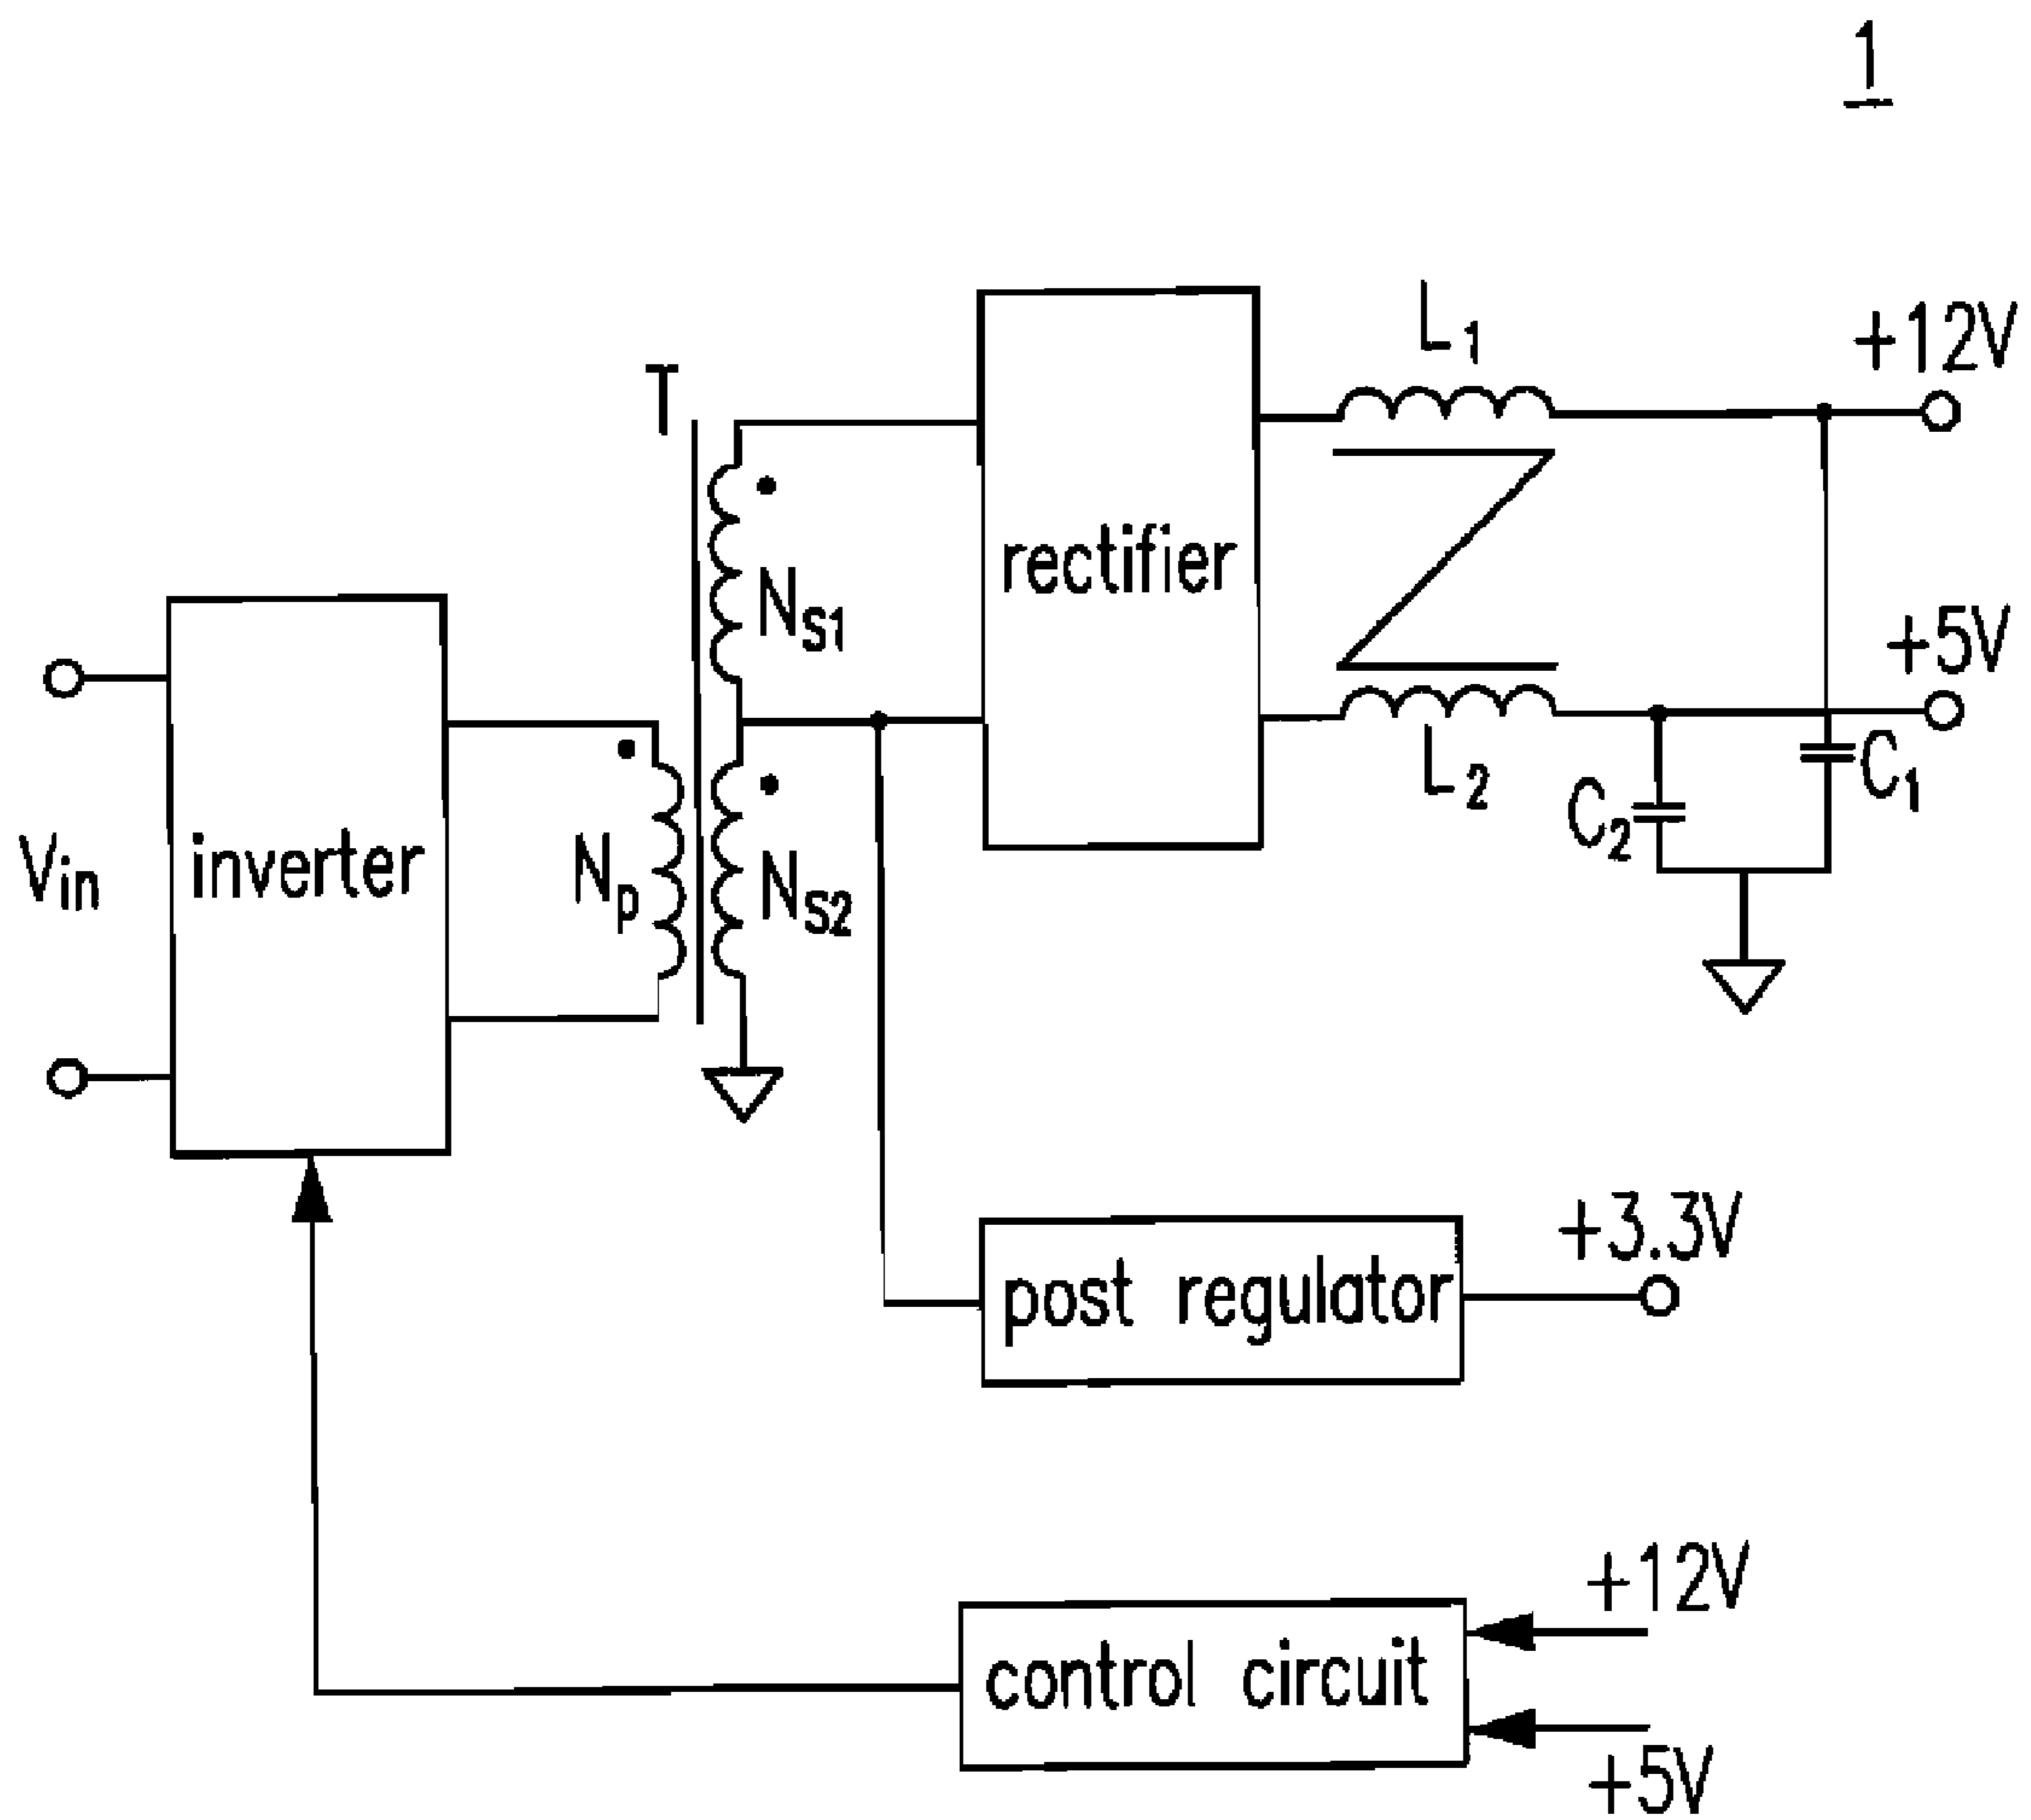 1
L1
+12V
T
rectifier
NS1
+5V
L2
C1
C2
Vin
inverter
Np
NS2
+3.3V
post regulator
+12V
control circuit
+5V